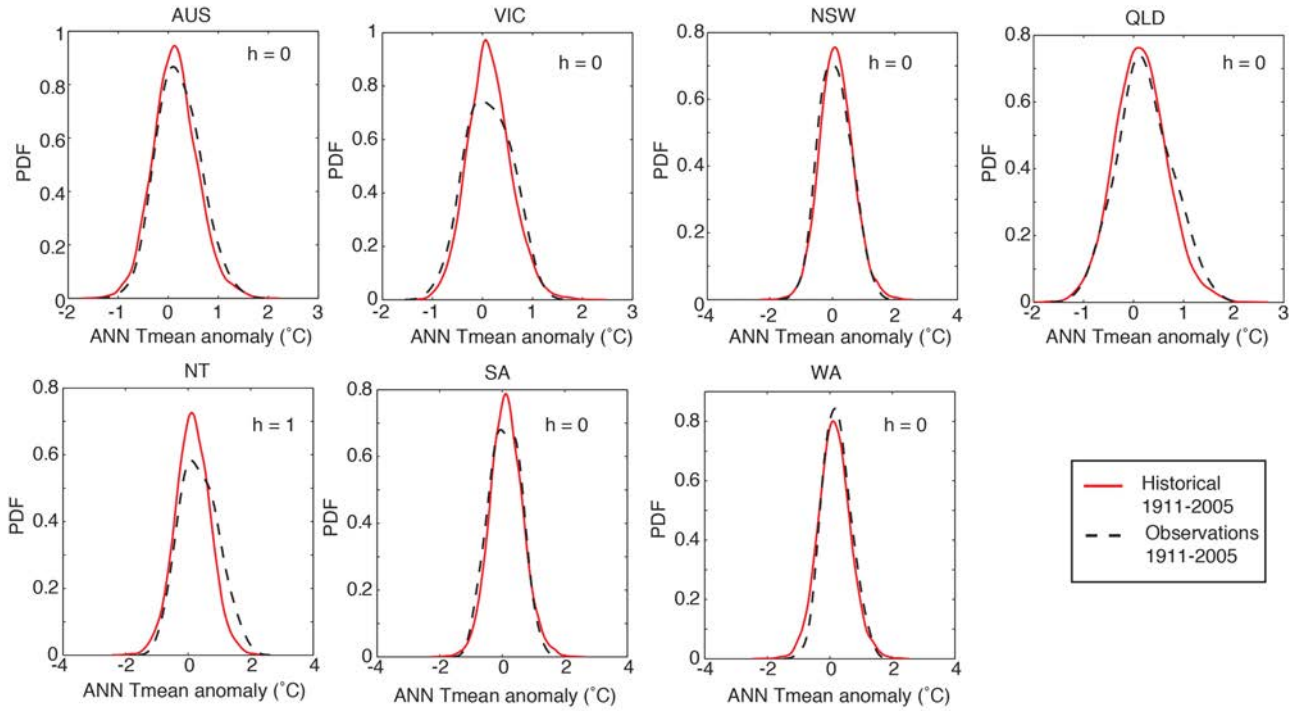 AUS
VIC
NSW
QLD
1
0.8
0.6
0.4
0.2
0
PDF
h = 0
-2
-1
0
1
2
3
ANN Tmean anomaly (˚C)
1
0.8
0.6
0.4
0.2
0
PDF
h = 0
-2
-1
0
1
2
3
ANN Tmean anomaly (˚C)
0.8
0.6
0.4
0.2
0
PDF
h = 0
-4
-2
0
2
4
ANN Tmean anomaly (˚C)
0.8
0.6
0.4
0.2
0
PDF
h = 0
-2
-1
0
1
2
3
ANN Tmean anomaly (˚C)
NT
SA
WA
0.8
0.6
0.4
0.2
0
PDF
h = 1
-4
-2
0
2
4
ANN Tmean anomaly (˚C)
0.8
0.6
0.4
0.2
0
PDF
h = 0
-4
-2
0
2
4
ANN Tmean anomaly (˚C)
0.8
0.6
0.4
0.2
0
PDF
h = 0
-4
-2
0
2
4
ANN Tmean anomaly (˚C)
Historical
1911-2005
Observations
1911-2005